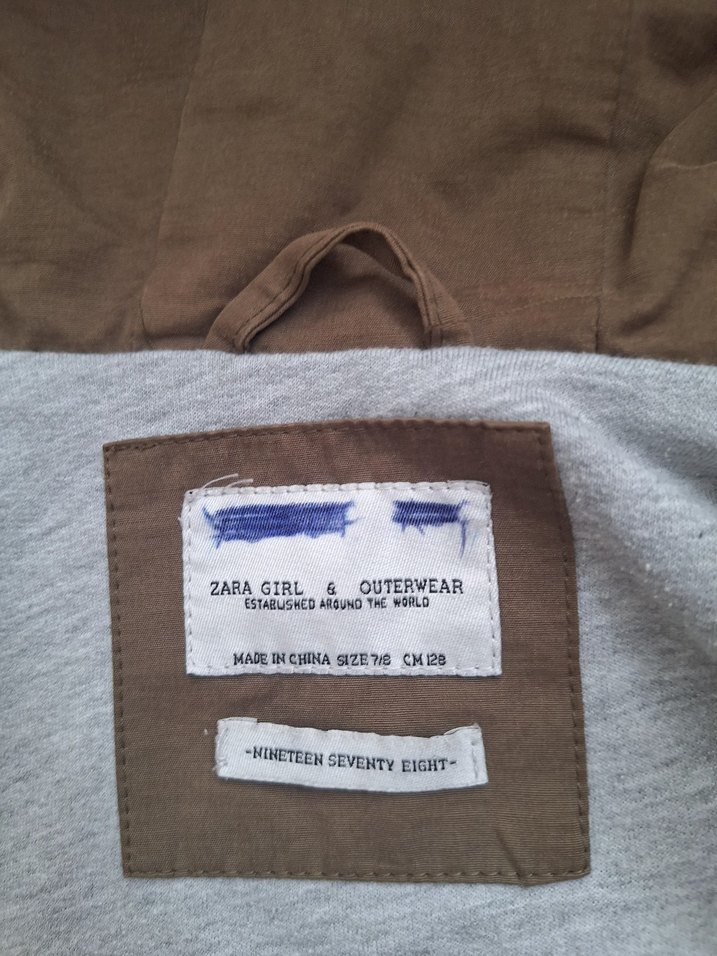 ZARA GIRL & OUTERWEAR
ESTABLISHED AROUND THE WORLD
MADE IN CHINA SIZE 7/8 CM 128
-NINETEEN SEVENTY EIGHT-